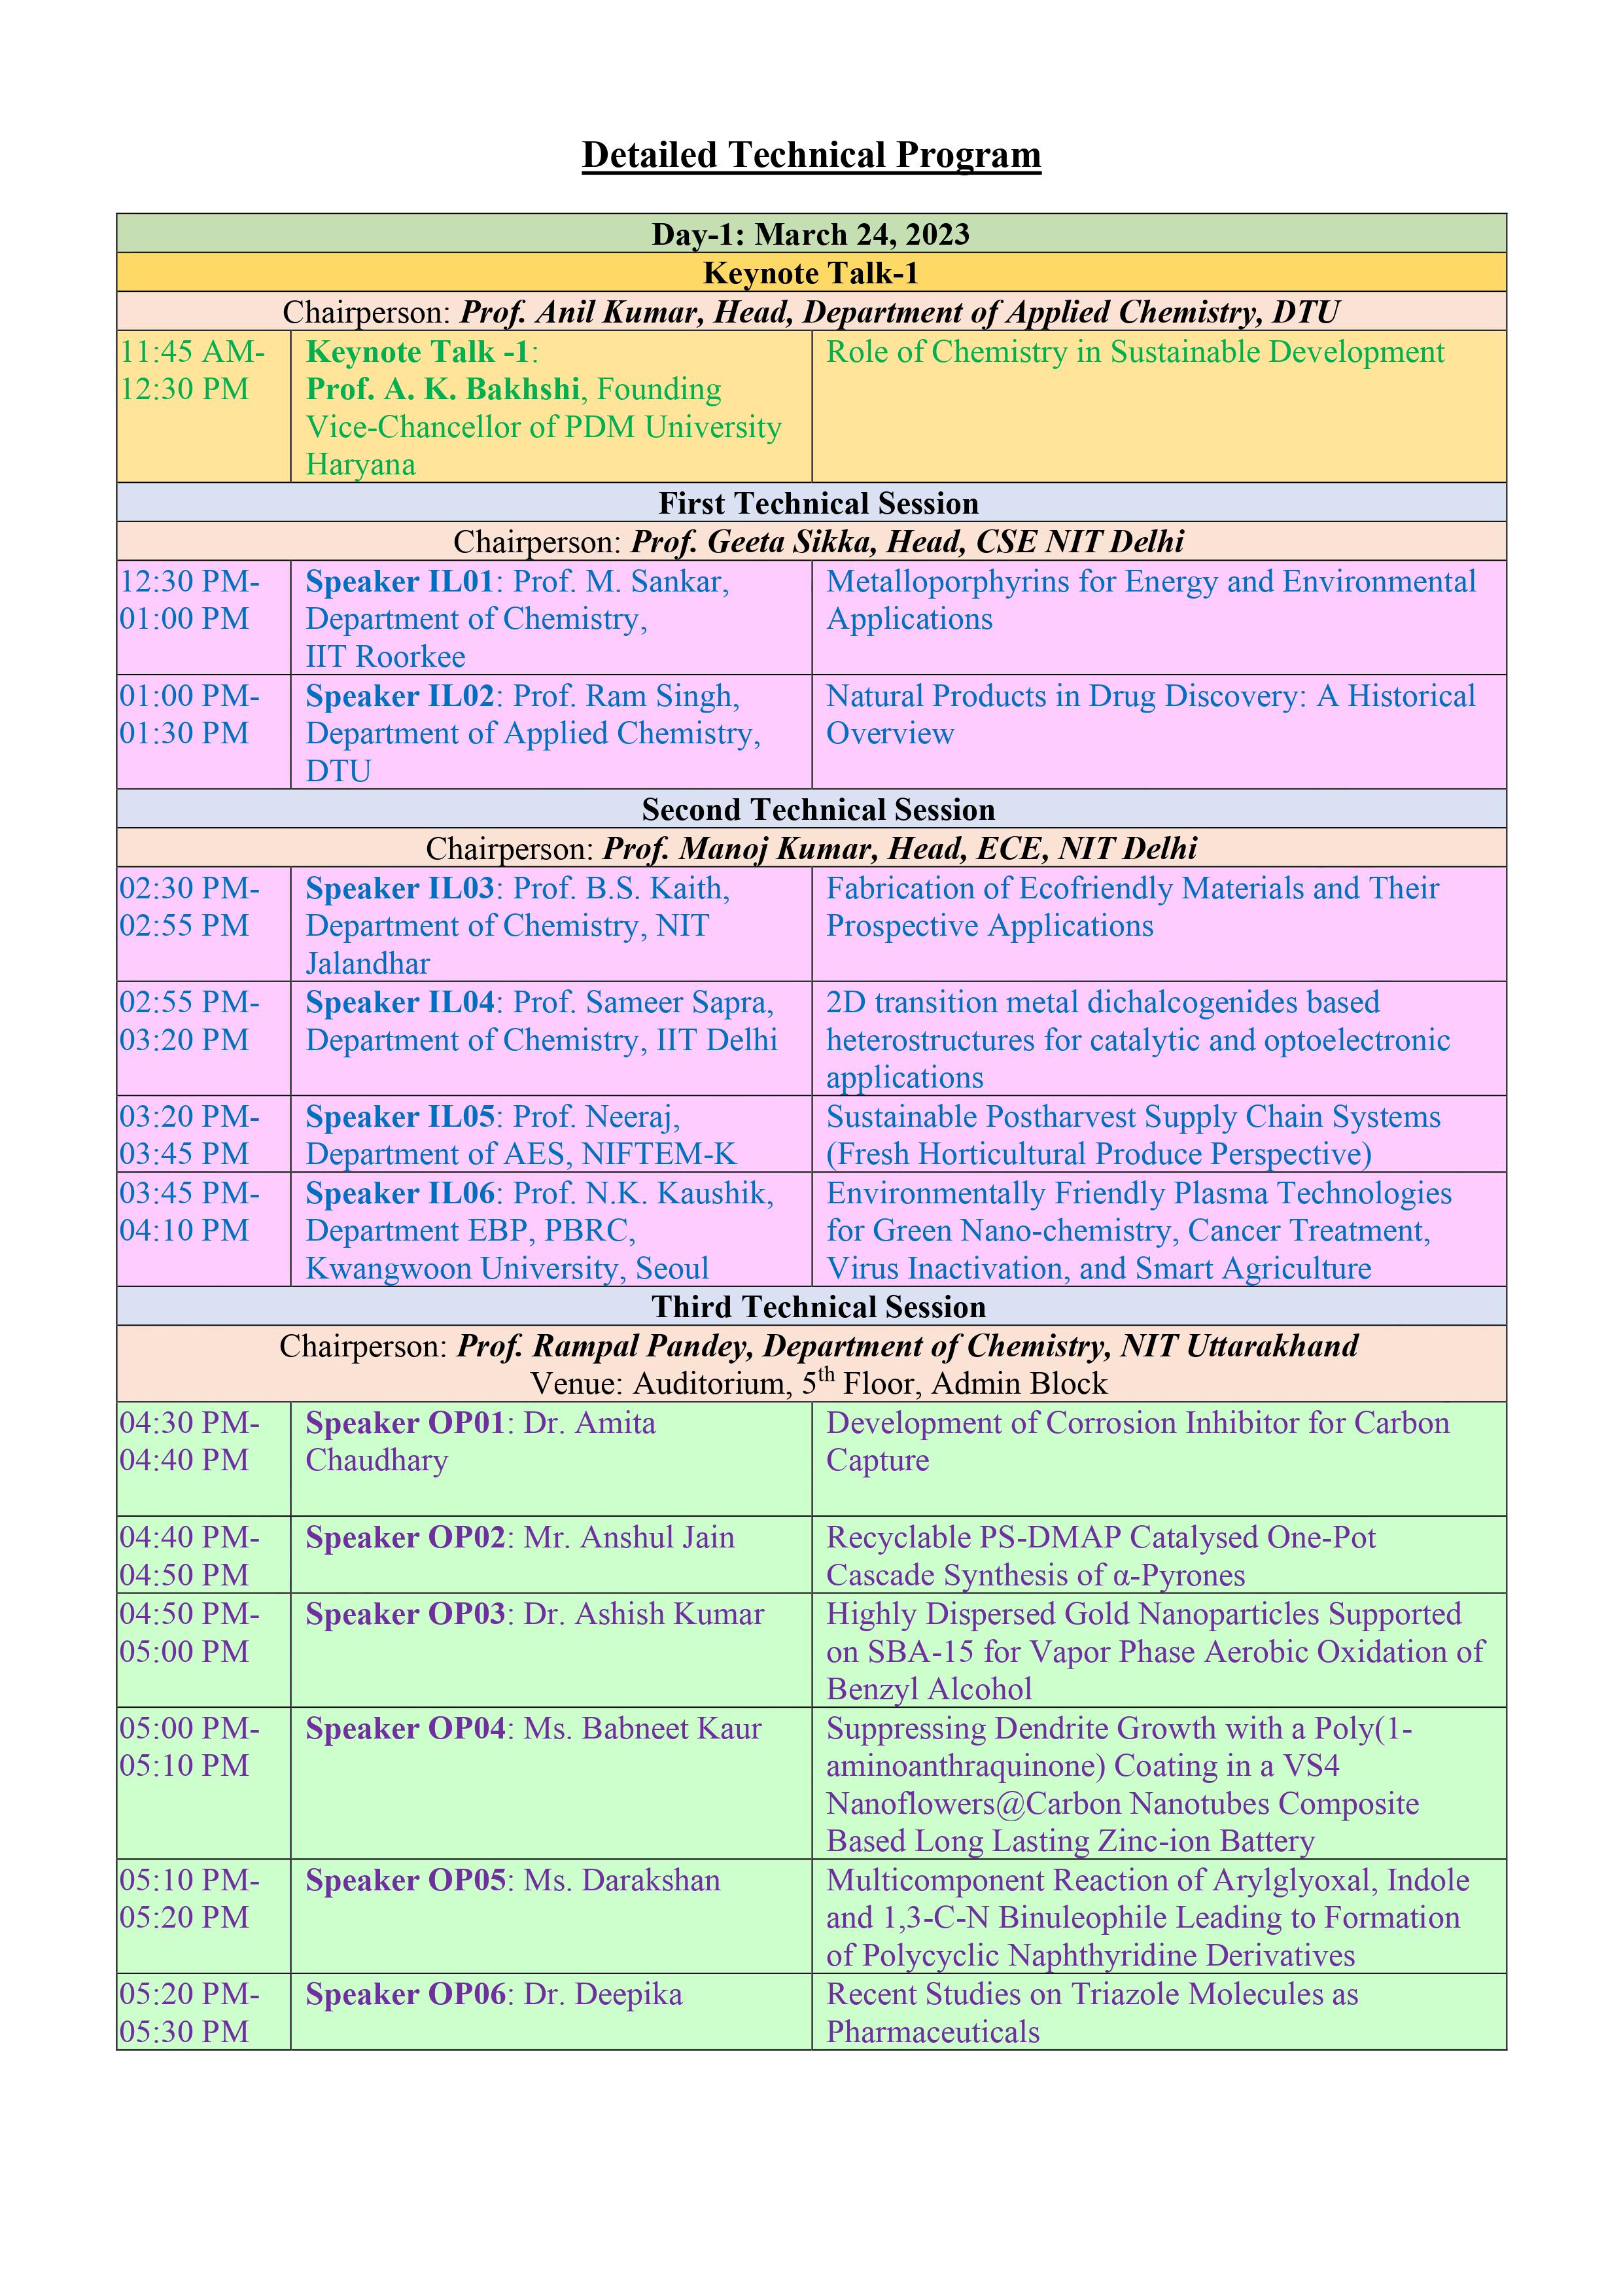 Detailed Technical Program
Day-1: March 24, 2023
Keynote Talk-1
Chairperson: Prof. Anil Kumar, Head, Department of Applied Chemistry, DTU
11:45 AM-
12:30 PM
Keynote Talk -1:
Prof. A. K. Bakhshi, Founding
Vice-Chancellor of PDM University
Haryana
Role of Chemistry in Sustainable Development
First Technical Session
Chairperson: Prof. Geeta Sikka, Head, CSE NIT Delhi
12:30 PM-
01:00 PM
Speaker IL01: Prof. M. Sankar,
Department of Chemistry,
IIT Roorkee
Metalloporphyrins for Energy and Environmental
Applications
01:00 PM-
01:30 PM
Speaker IL02: Prof. Ram Singh,
Department of Applied Chemistry,
DTU
Natural Products in Drug Discovery: A Historical
Overview
Second Technical Session
Chairperson: Prof. Manoj Kumar, Head, ECE, NIT Delhi
02:30 PM-
02:55 PM
Speaker IL03: Prof. B.S. Kaith,
Department of Chemistry, NIT
Jalandhar
Fabrication of Ecofriendly Materials and Their
Prospective Applications
02:55 PM-
03:20 PM
Speaker IL04: Prof. Sameer Sapra,
Department of Chemistry, IIT Delhi
2D transition metal dichalcogenides based
heterostructures for catalytic and optoelectronic
applications
03:20 PM-
03:45 PM
Speaker IL05: Prof. Neeraj,
Department of AES, NIFTEM-K
Sustainable Postharvest Supply Chain Systems
(Fresh Horticultural Produce Perspective)
03:45 PM-
04:10 PM
Speaker IL06: Prof. N.K. Kaushik,
Department EBP, PBRC,
Kwangwoon University, Seoul
Environmentally Friendly Plasma Technologies
for Green Nano-chemistry, Cancer Treatment,
Virus Inactivation, and Smart Agriculture
Third Technical Session
Chairperson: Prof. Rampal Pandey, Department of Chemistry, NIT Uttarakhand
Venue: Auditorium, 5th Floor, Admin Block
04:30 PM-
04:40 PM
Speaker OP01: Dr. Amita
Chaudhary
Development of Corrosion Inhibitor for Carbon
Capture
04:40 PM-
04:50 PM
Speaker OP02: Mr. Anshul Jain
Recyclable PS-DMAP Catalysed One-Pot
Cascade Synthesis of α-Pyrones
04:50 PM-
05:00 PM
Speaker OP03: Dr. Ashish Kumar
Highly Dispersed Gold Nanoparticles Supported
on SBA-15 for Vapor Phase Aerobic Oxidation of
Benzyl Alcohol
05:00 PM-
05:10 PM
Speaker OP04: Ms. Babneet Kaur
Suppressing Dendrite Growth with a Poly(1-
aminoanthraquinone) Coating in a VS4
Nanoflowers@Carbon Nanotubes Composite
Based Long Lasting Zinc-ion Battery
05:10 PM-
05:20 PM
Speaker OP05: Ms. Darakshan
Multicomponent Reaction of Arylglyoxal, Indole
and 1,3-C-N Binuleophile Leading to Formation
of Polycyclic Naphthyridine Derivatives
05:20 PM-
05:30 PM
Speaker OP06: Dr. Deepika
Recent Studies on Triazole Molecules as
Pharmaceuticals